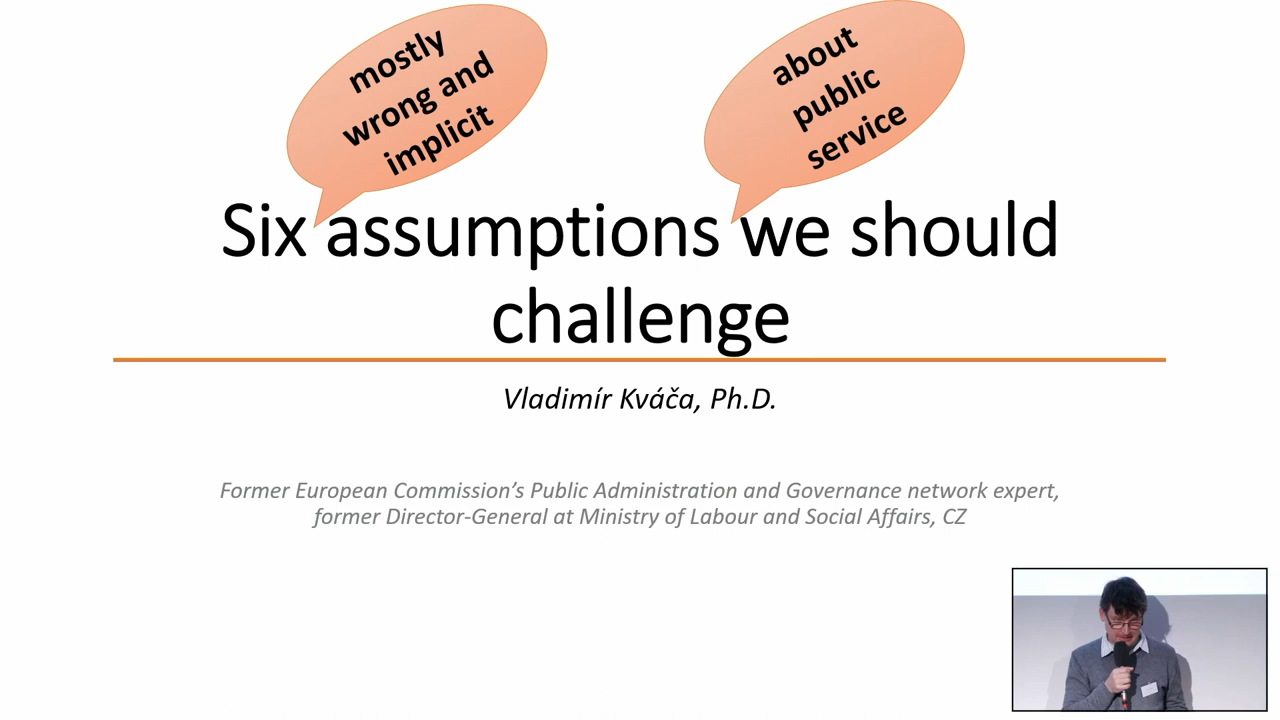 mostly
wrong and
implicit
about
public
service
Six assumptions we should
challenge
Vladimír Kváča, Ph.D.
Former European Commission's Public Administration and Governance network expert,
former Director-General at Ministry of Labour and Social Affairs, CZ